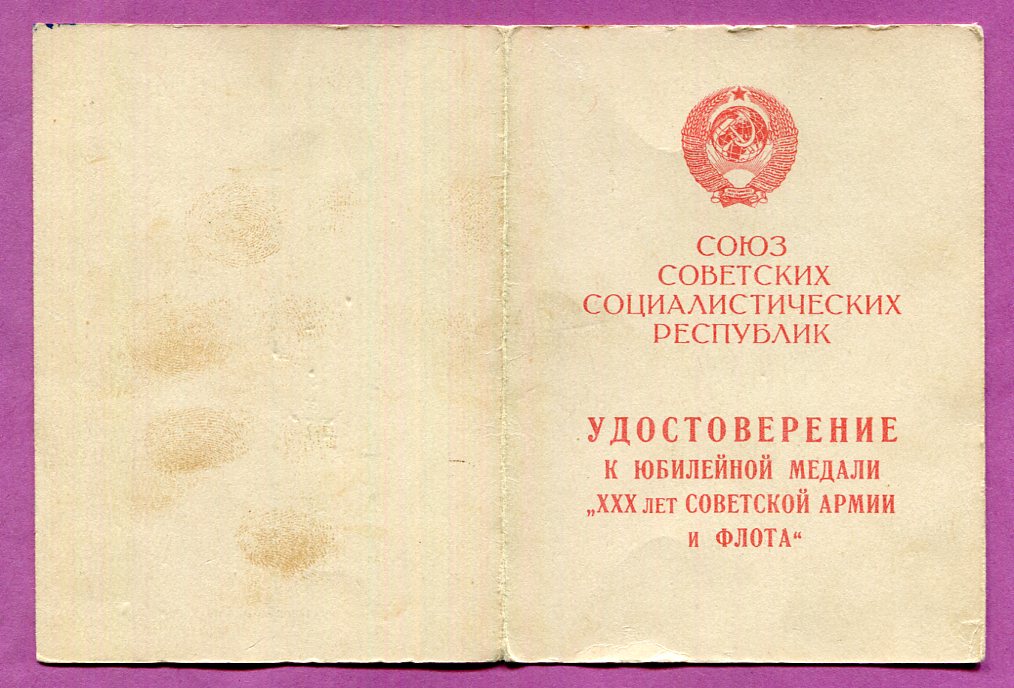 СОЮЗ
СОВЕТСКИХ
СОЦИАЛИСТИЧЕСКИХ
РЕСПУБЛИК
УДОСТОВЕРЕНИЕ
К ЮБИЛЕЙНОЙ МЕДАЛИ
„XXX ЛЕТ СОВЕТСКОЙ АРМИИ
И ФЛОТА“